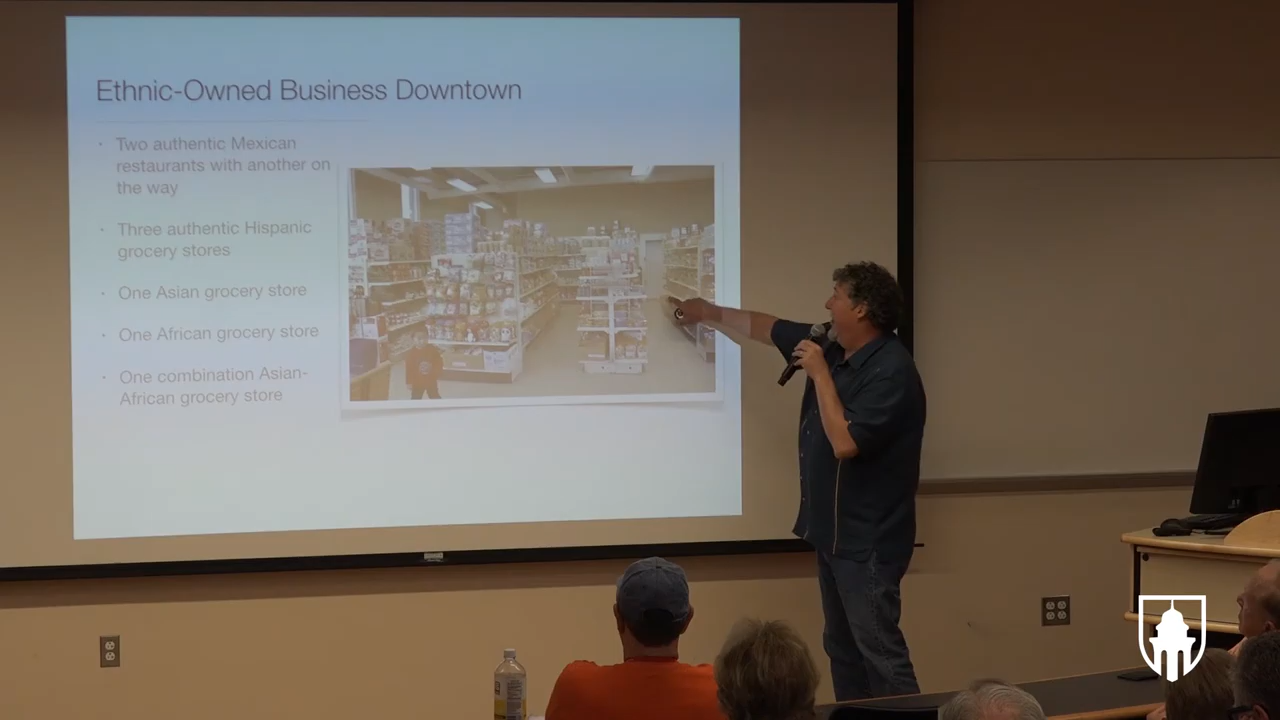 Ethnic-Owned Business Downtown
• Two authentic Mexican
restaurants with another on
the way
• Three authentic Hispanic
grocery stores
• One Asian grocery store
• One African grocery store
• One combination Asian-
African grocery store